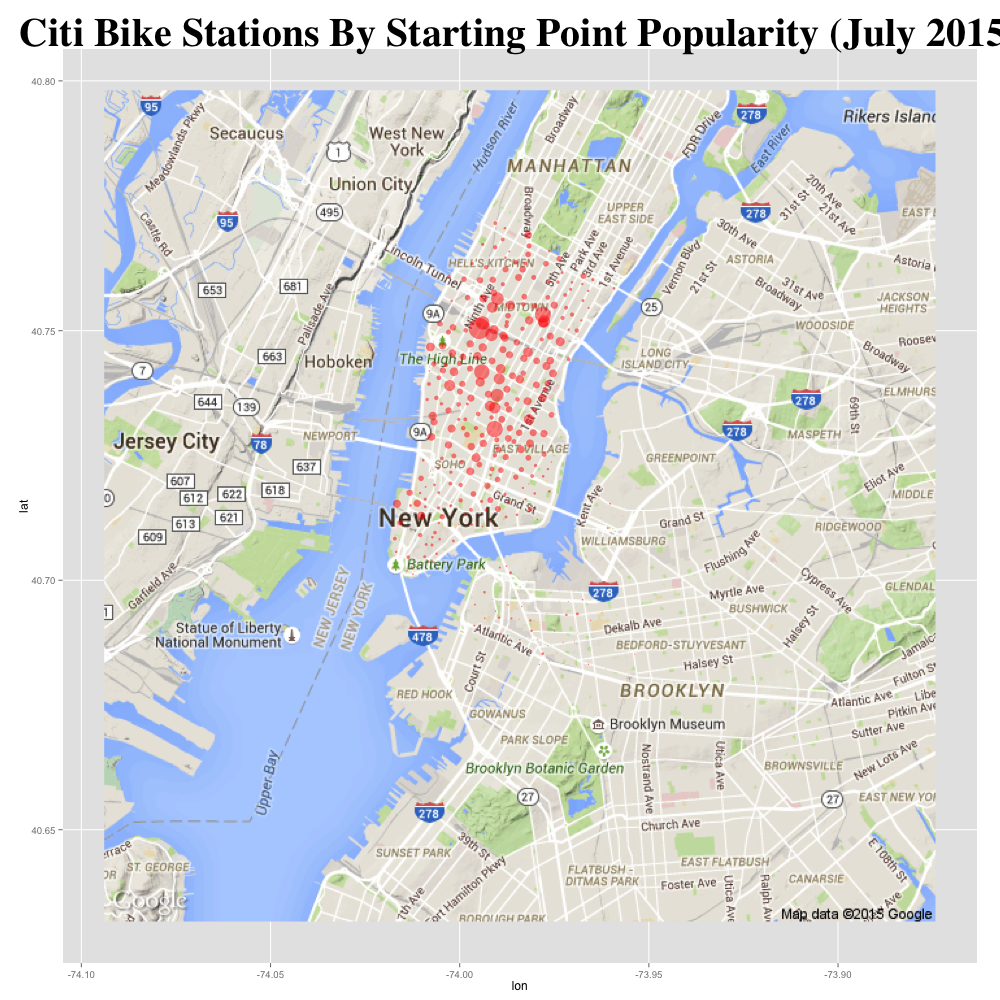 Citi Bike Stations By Starting Point Popularity (July 2015
40.80
40.75
40.70
40.65
lat
-74.10
-74.05
-74.00
-73.95
-73.90
lon
95
Meadowlands Pkwy
Secaucus
West New
York
1
Union City
495
Hudson River
Broadway
MANHATTAN
FDR Drive
278
East River
Rikers Islan
95
Castle Rd
653
681
Palisade Ave
Lincoln Tunnel
Broadway
UPPER
EAST SIDE
278
31st St
20th Ave
21st Ave
EAST
30th Ave
ASTORIA
Astoria
HELL'S KITCHEN
5th Ave
Park Ave
3rd Ave
1st Avenue
Vernon Blvd
21st St
31st Ave
Broadway
JACKSON
HEIGHTS
9A
Ninth Ave
MIDTOWN
25
WOODSIDE
Roosev
663
Hoboken
The High Line
LONG
ISLAND CITY
Broadway
7
644
139
278
ELMHURS
69th St
Jersey City
78
NEWPORT
9A
1st Avenue
278
MASPETH
637
SOHO
EAST VILLAGE
GREENPOINT
Eliot Ave
607
612
622
618
613
621
609
0
New York
Grand St
Kent Ave
Grand St
MIDDLE
RIDGEWOOD
WILLIAMSBURG
Flushing Ave
Battery Park
Garfield Ave
278
Myrtle Ave
Cypress Ave
GLENDAL
BUSHWICK
NEW JERSEY
NEW YORK
Statue of Liberty
National Monument
478
Atlantic Ave
Dekalb Ave
Halsey St
BEDFORD-STUYVESANT
Jamaica
Court St
Halsey St
Fulton St
RED HOOK
BROOKLYN
Atlantic Ave
Libe
Pitkin Ave
GOWANUS
Brooklyn Museum
Sutter Ave
PARK SLOPE
Nostrand Ave
Utica Ave
New Lots Ave
Brooklyn Botanic Garden
BROWNSVILLE
Upper Bay
278
27
27
EAST NEW YOR
Church Ave
39th St
SUNSET PARK
EAST FLATBUSH
E 108th St
ST. GEORGE
FLATBUSH -
DITMAS PARK
Foster Ave
CANARSIE
Fort Hamilton Pkwy
Utica Ave
Ralph Av
BOROUGH PARK
Google
Map data ©2015 Google